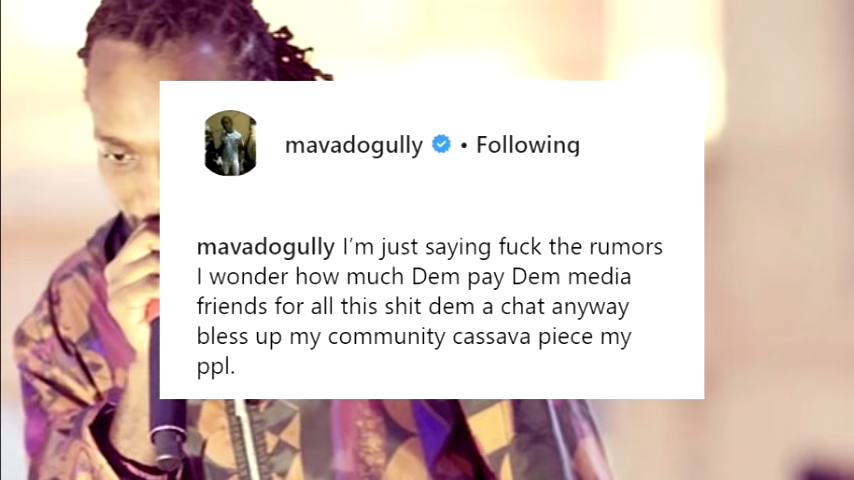 mavadogully • Following
mavadogully I'm just saying fuck the rumors
I wonder how much Dem pay Dem media
friends for all this shit dem a chat anyway
bless up my community cassava piece my
ppl.